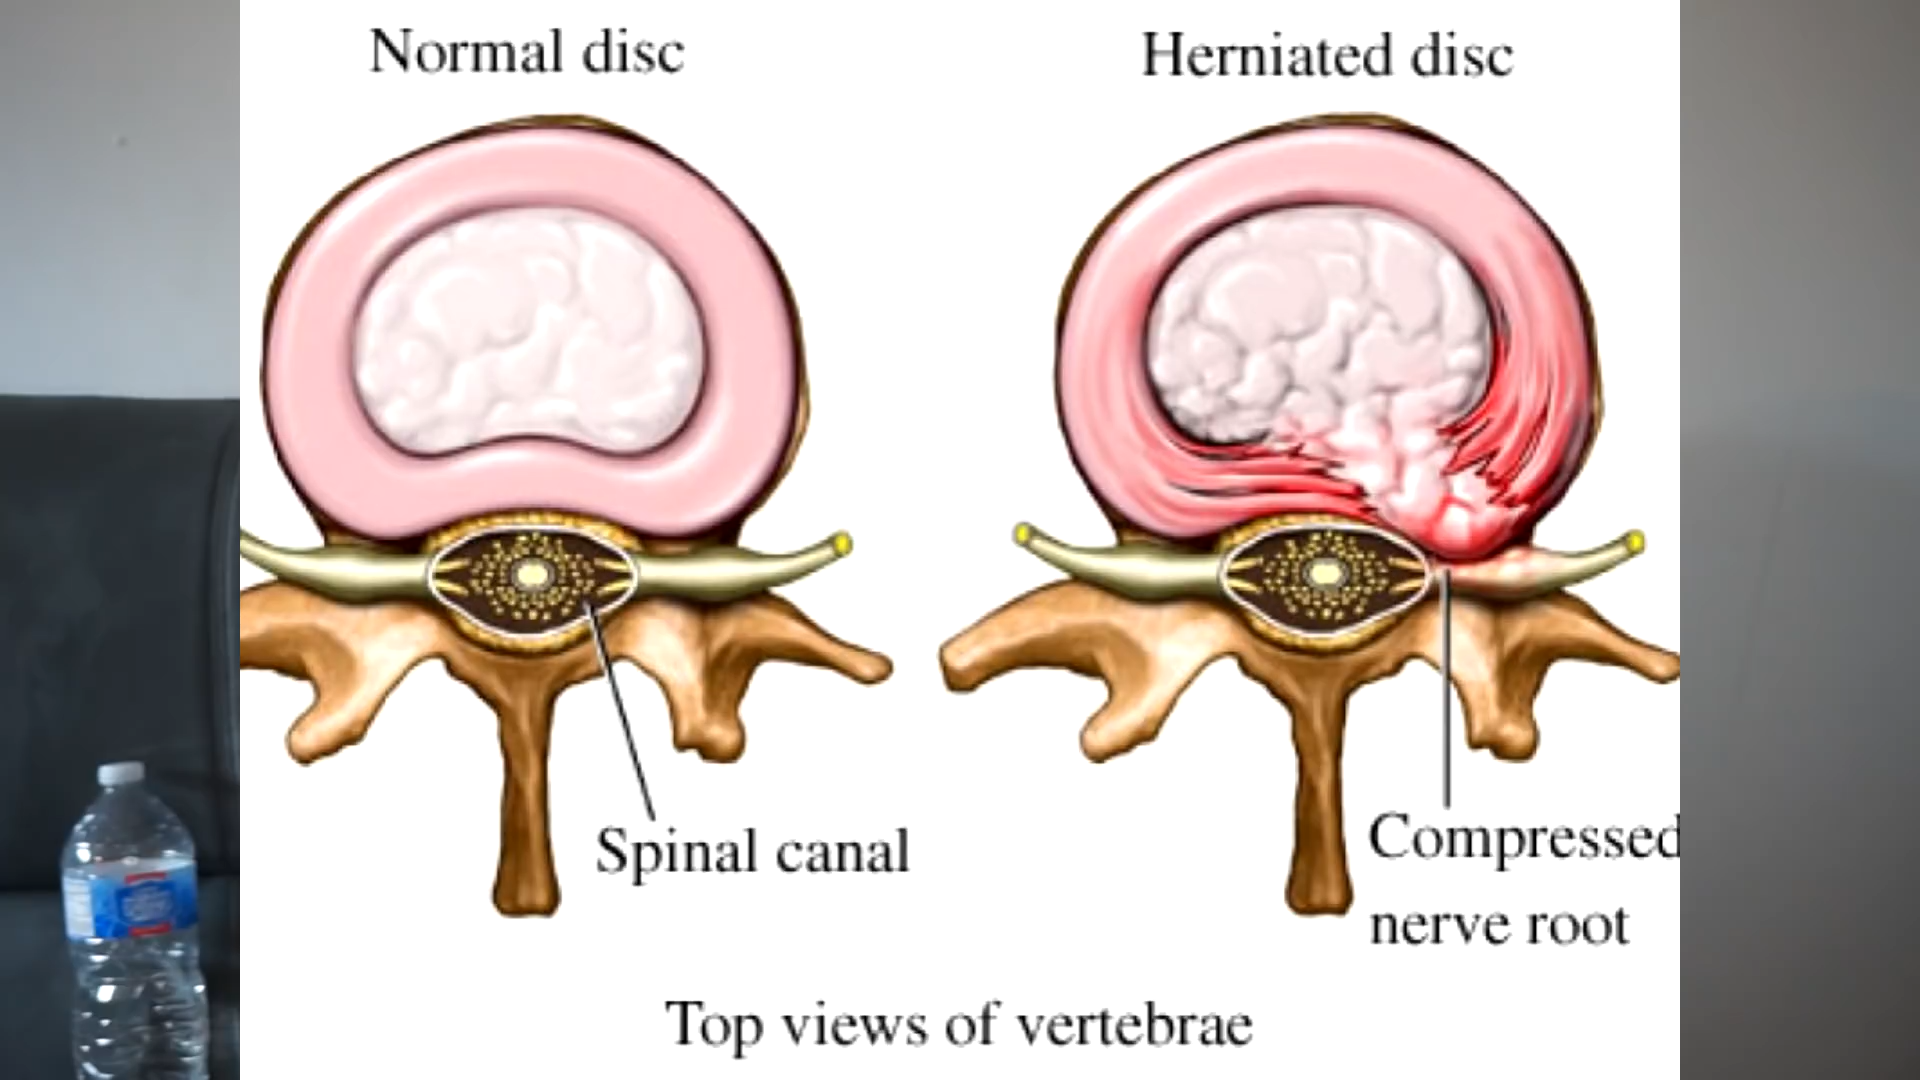 Normal disc
Herniated disc
Spinal canal
Compressed
nerve root
Top views of vertebrae